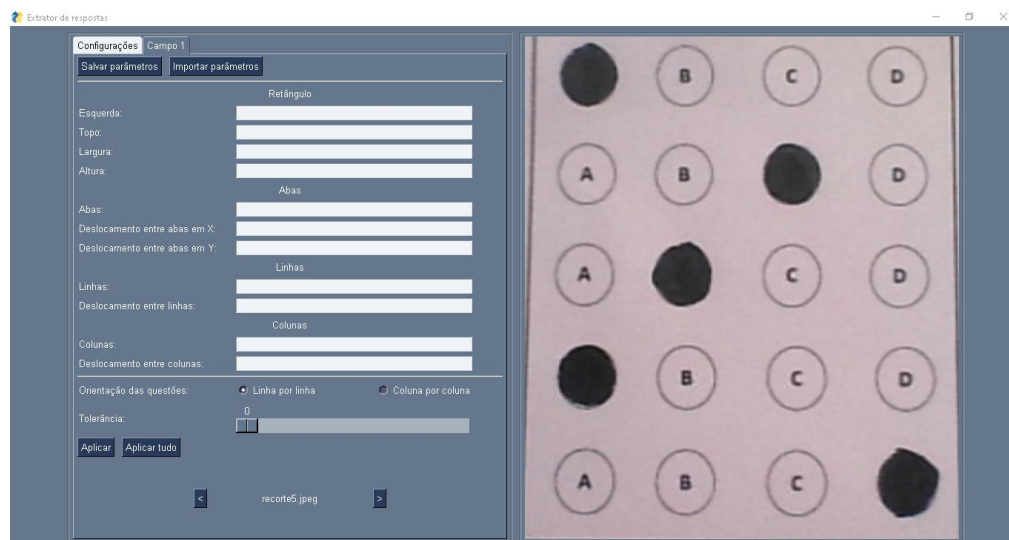 Extrator de respostas
Configurações Campo 1
Salvar parâmetros Importar parâmetros
Retângulo
Esquerda:
Topo:
Largura:
Altura:
Abas
Abas:
Deslocamento entre abas em X:
Deslocamento entre abas em Y:
Linhas
Linhas:
Deslocamento entre linhas:
Colunas
Colunas:
Deslocamento entre colunas:
Orientação das questões: Linha por linha Coluna por coluna
0
Tolerância:
Aplicar Aplicar tudo
< recorte5.jpeg >
B C D
A B D
A C D
B C D
A B C